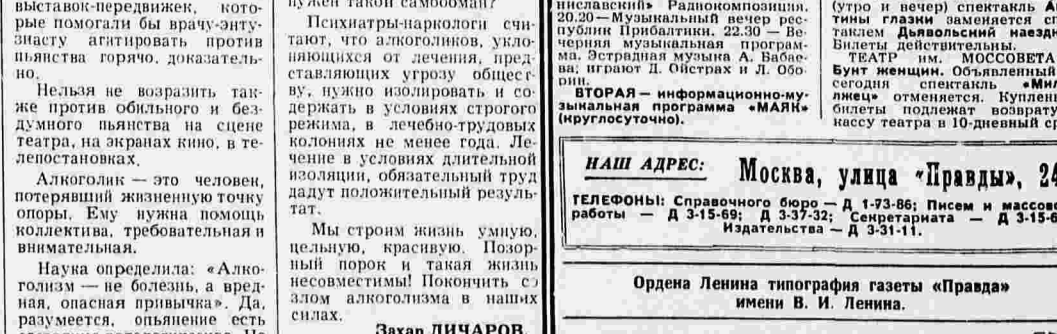 выставок-передвижек, кото-
рые помогали бы врачу-энту-
зиасту агитировать против
пьянства горячо, доказатель-
но.
Нельзя не возразить так-
же против обильного и без-
думного пьянства на сцене
театра, на экранах кино, в те-
лепостановках.
Алкоголик — это человек,
потерявший жизненную точку
опоры. Ему нужна помощь
коллектива, требовательная и
внимательная.
Наука определила: «Алко-
голизм — не болезнь, а вред-
ная, опасная привычка». Да,
разумеется, опьянение есть
нужен такой самообман?
Психиатры-наркологи счи-
тают, что алкоголиков, укло-
няющихся от лечения, пред-
ставляющих угрозу общест-
ву, нужно изолировать и со-
держать в условиях строгого
режима, в лечебно-трудовых
колониях не менее года. Ле-
чение в условиях длительной
изоляции, обязательный труд
дадут положительный резуль-
тат.
Мы строим жизнь умную,
цельную, красивую. Позор-
ный порок и такая жизнь
несовместимы! Покончить со
злом алкоголизма в наших
силах.
Захар ДИЧАРОВ.
ниславский» Радиокомпозиция.
20.20 — Музыкальный вечер рес-
публик Прибалтики. 22.30 — Ве-
черняя музыкальная програм-
ма. Эстрадная музыка А. Бабае-
ва; играют Д. Ойстрах и Л. Обо-
рин.
ВТОРАЯ — информационно-му-
зыкальная программа «МАЯК»
(круглосуточно).
(утро и вечер) спектакль
тины глазки заменяется
таклем Дьявольский наездн
Билеты действительны.
ТЕАТР им. МОССОВЕТА
Бунт женщин. Объявленный
сегодня спектакль «Мил
лжец» отменяется. Куплен
билеты подлежат возврату
кассу театра в 10-дневный ср
НАШ АДРЕС: Москва, улица «Правды», 24
ТЕЛЕФОНЫ: Справочного бюро — Д 1-73-86; Писем и массово
работы — Д 3-15-69; Д 3-37-32; Секретариата — Д 3-15-6
Издательства — Д 3-31-11.
Ордена Ленина типография газеты «Правда»
имени В. И. Ленина.